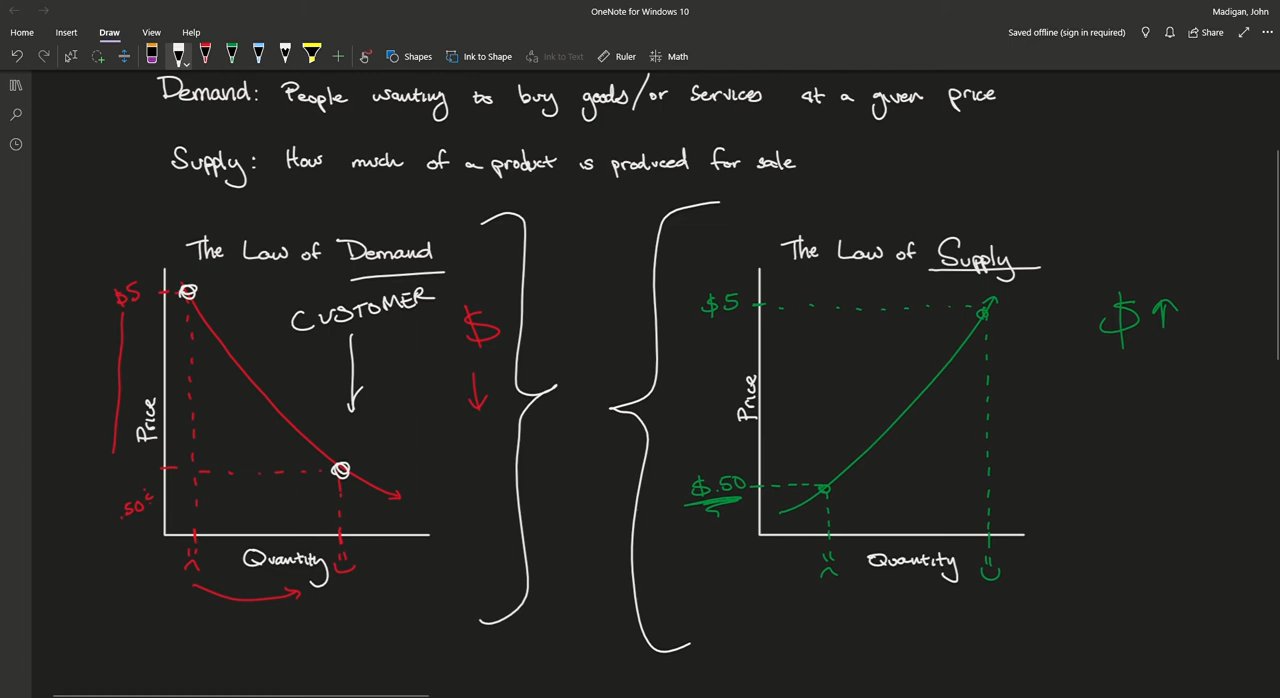 OneNote for Windows 10
Madigan, John
Home Insert Draw View Help
Saved offline (sign in required)
Share
Shapes
Ink to Shape
Ink to Text
Ruler
Math
Demand: People wanting to buy goods/or services at a given price
Supply: How much of a product is produced for sale
The Law of Demand
$5
CUSTOMER
$
Price
.50¢
Quantity
The Law of Supply
$5
$
Price
$.50
Quantity